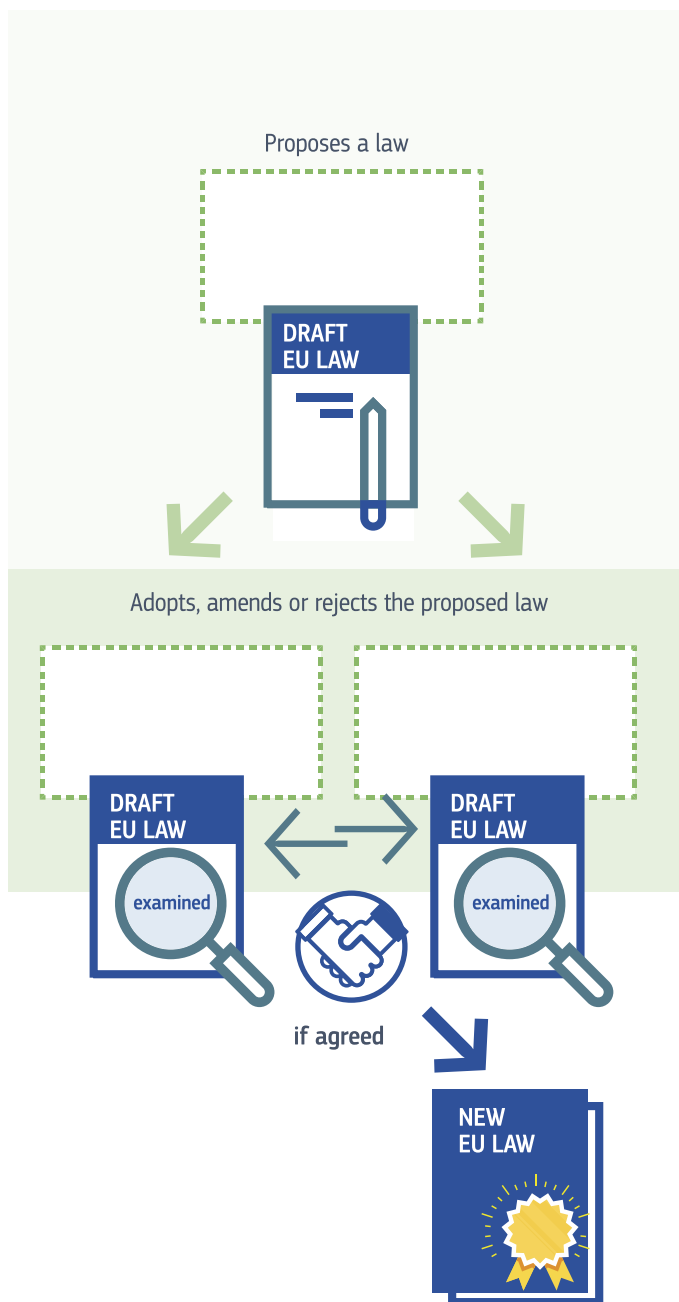 Proposes a law
DRAFT
EU LAW
Adopts, amends or rejects the proposed law
DRAFT
EU LAW
examined
DRAFT
EU LAW
examined
if agreed
NEW
EU LAW